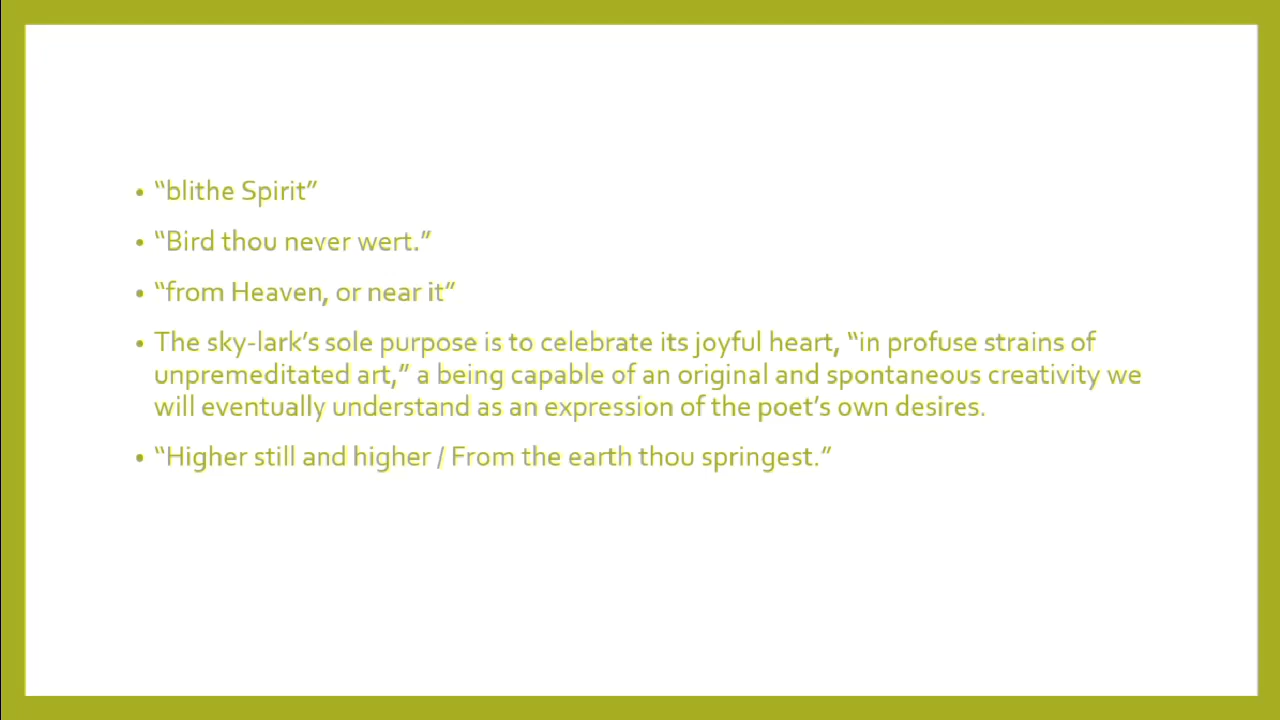 • “blithe Spirit”
• “Bird thou never wert.”
• “from Heaven, or near it”
• The sky-lark’s sole purpose is to celebrate its joyful heart, “in profuse strains of
unpremeditated art,” a being capable of an original and spontaneous creativity we
will eventually understand as an expression of the poet’s own desires.
• “Higher still and higher / From the earth thou springest.”